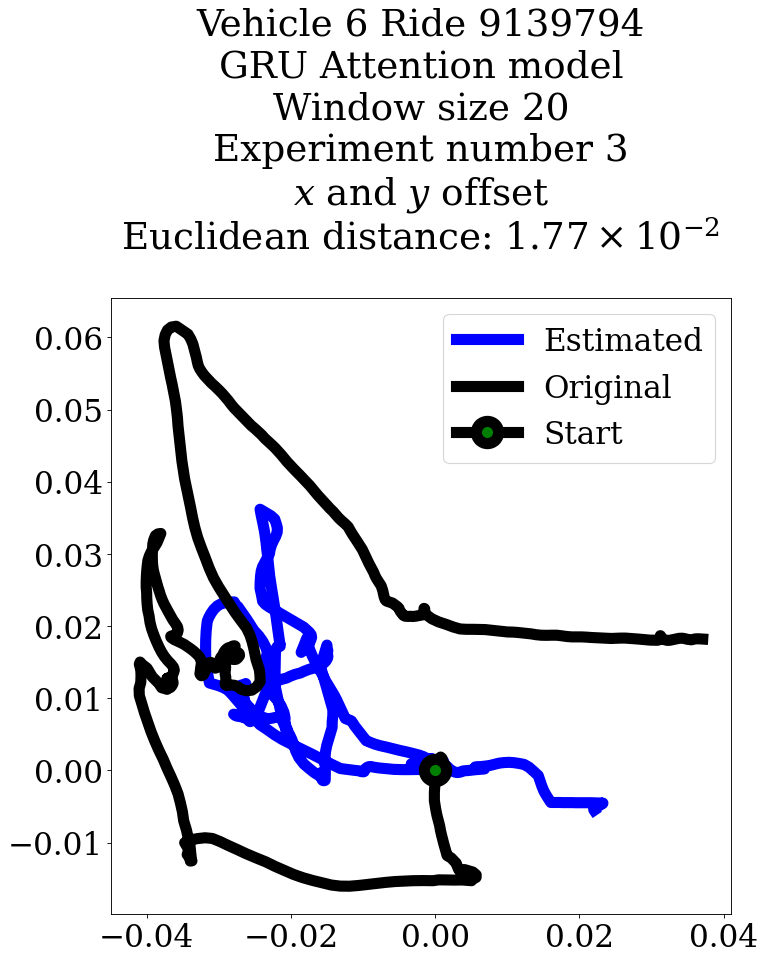 Vehicle 6 Ride 9139794
GRU Attention model
Window size 20
Experiment number 3
x and y offset
Euclidean distance: 1.77 × 10⁻²
Estimated
Original
Start
0.06
0.05
0.04
0.03
0.02
0.01
0.00
−0.01
−0.04 −0.02 0.00 0.02 0.04